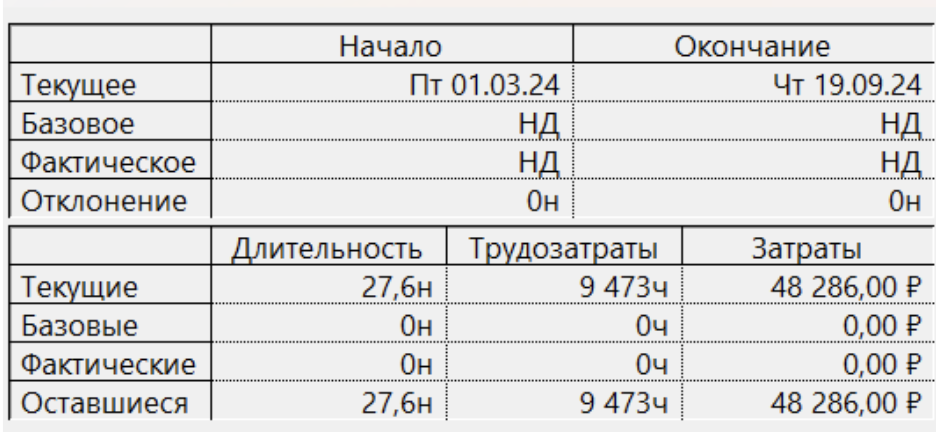 Начало Окончание
Текущее Пт 01.03.24 Чт 19.09.24
Базовое НД НД
Фактическое НД НД
Отклонение 0н 0н
Длительность Трудозатраты Затраты
Текущие 27,6н 9 473ч 48 286,00 ₽
Базовые 0н 0ч 0,00 ₽
Фактические 0н 0ч 0,00 ₽
Оставшиеся 27,6н 9 473ч 48 286,00 ₽